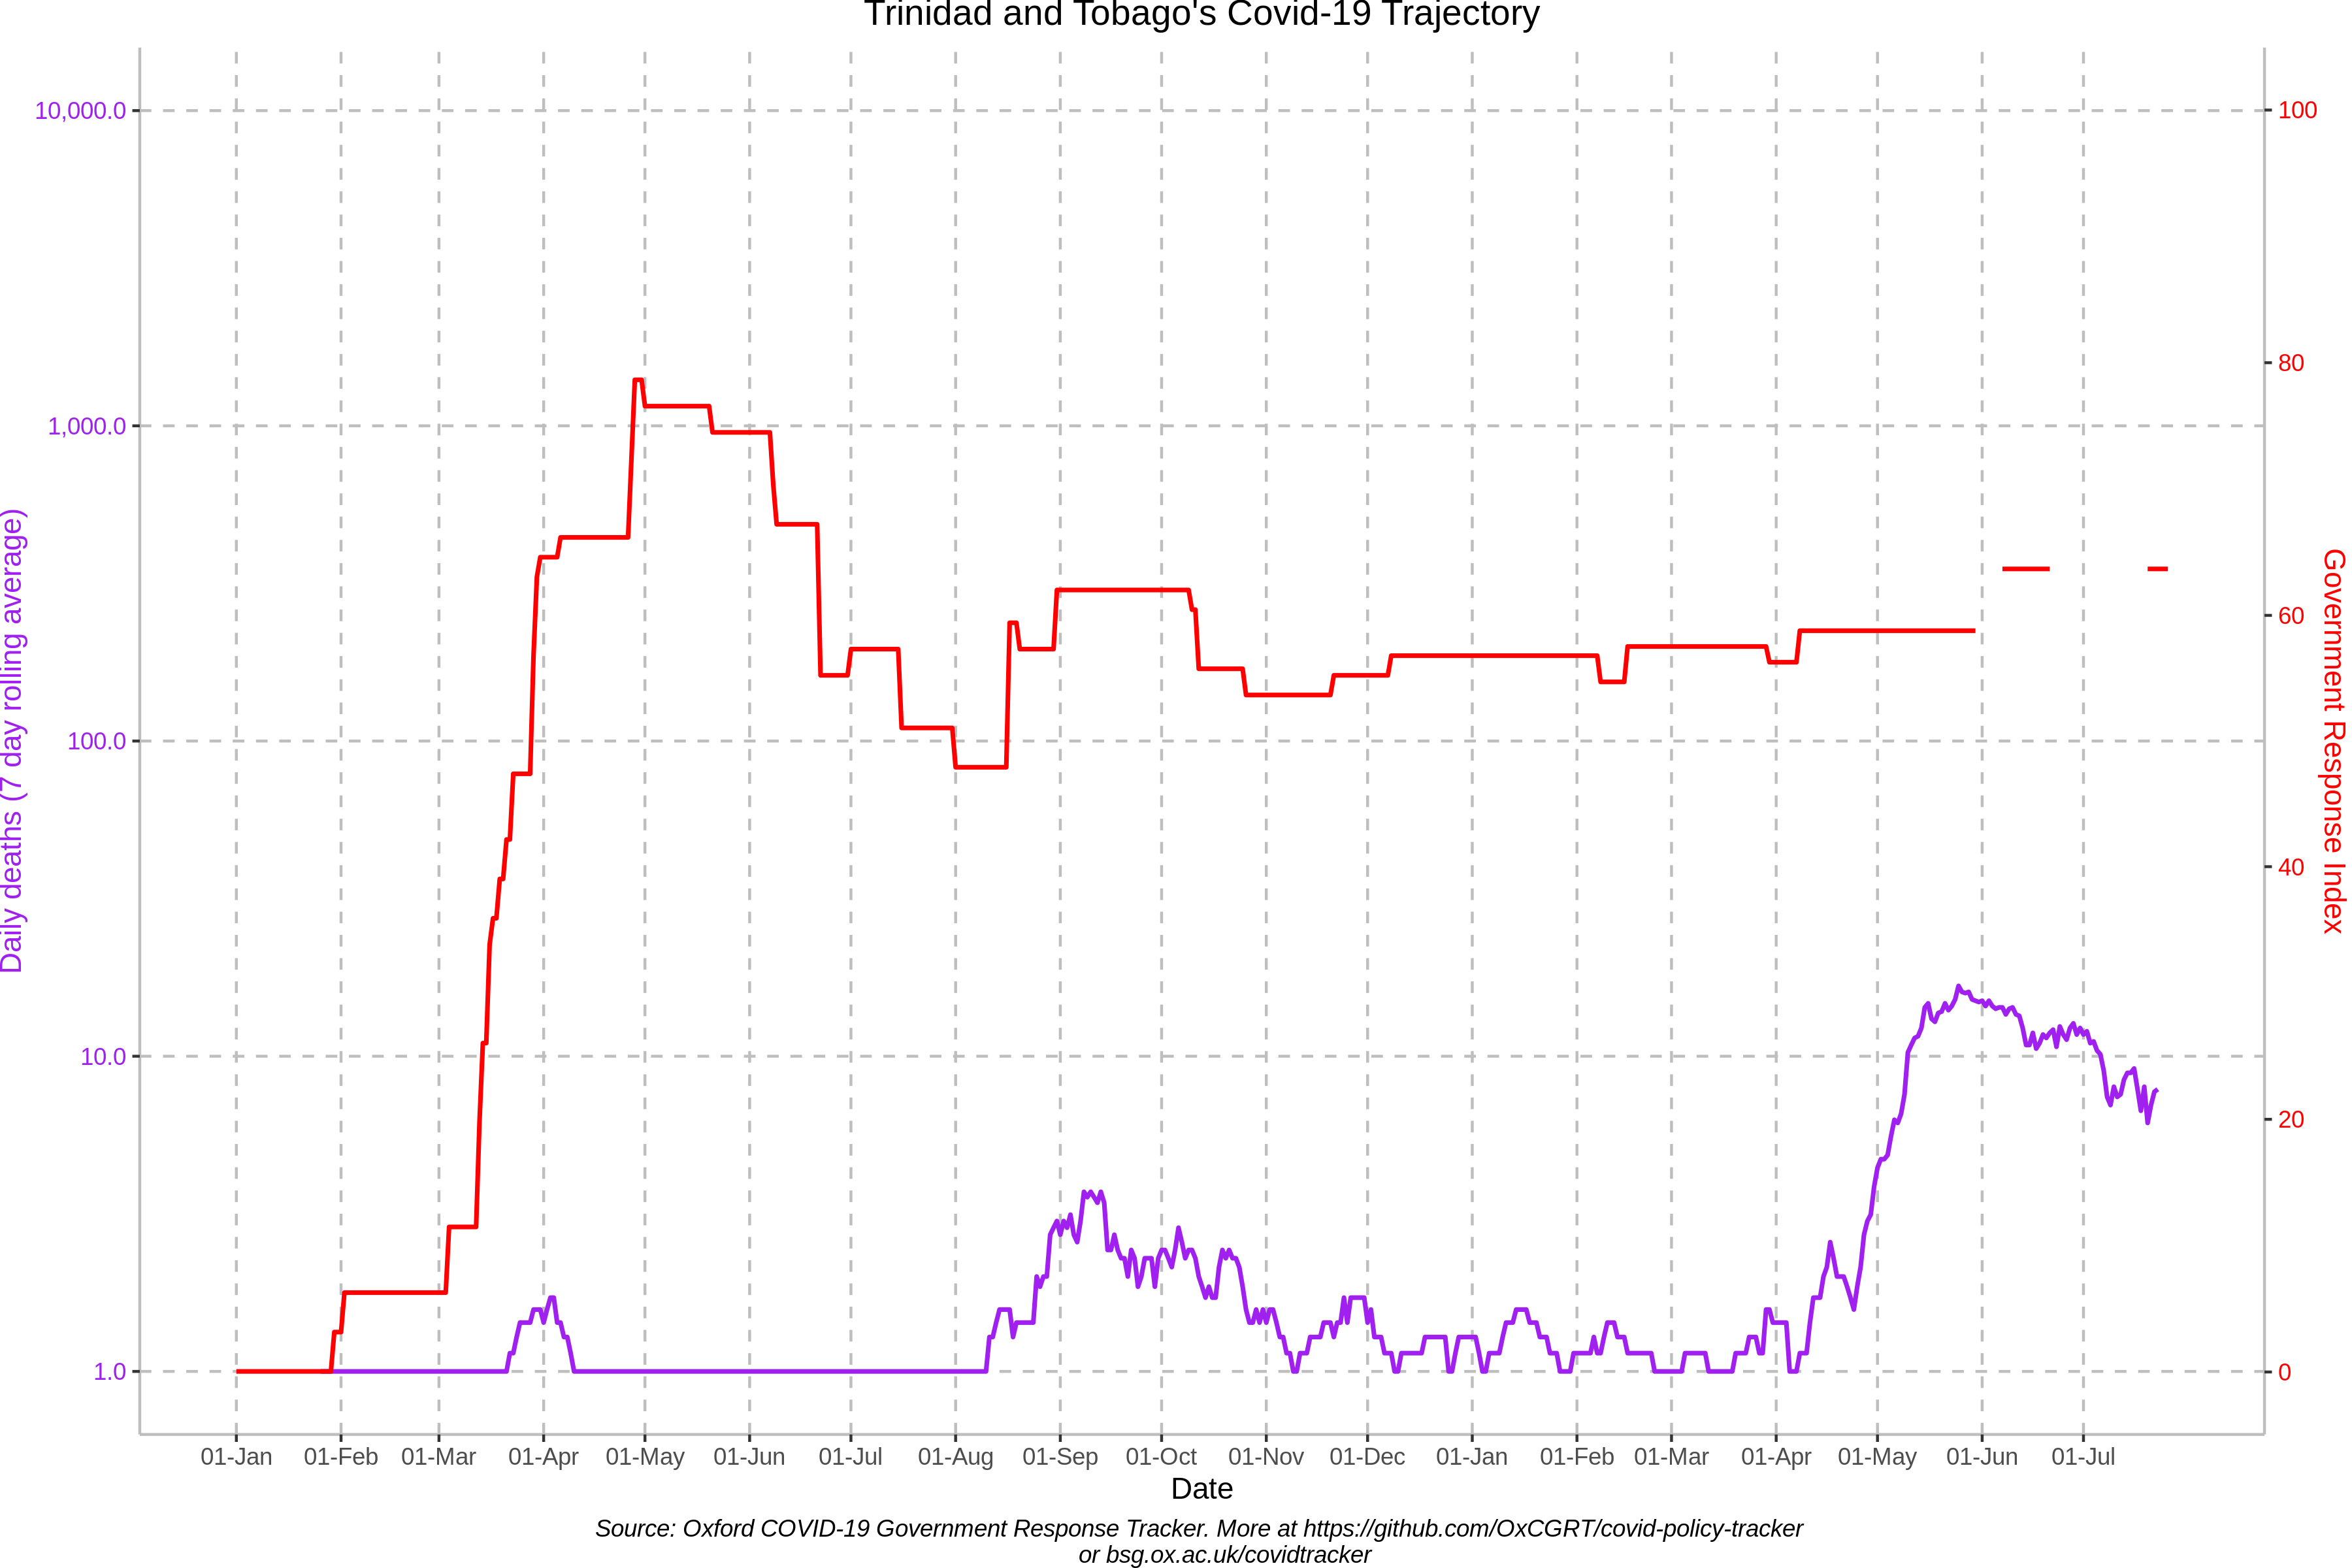 Trinidad and Tobago's Covid-19 Trajectory
10,000.0
1,000.0
100.0
10.0
1.0
Daily deaths (7 day rolling average)
100
80
60
40
20
0
Government Response Index
01-Jan 01-Feb 01-Mar 01-Apr 01-May 01-Jun 01-Jul 01-Aug 01-Sep 01-Oct 01-Nov 01-Dec 01-Jan 01-Feb 01-Mar 01-Apr 01-May 01-Jun 01-Jul
Date
Source: Oxford COVID-19 Government Response Tracker. More at https://github.com/OxCGRT/covid-policy-tracker
or bsg.ox.ac.uk/covidtracker